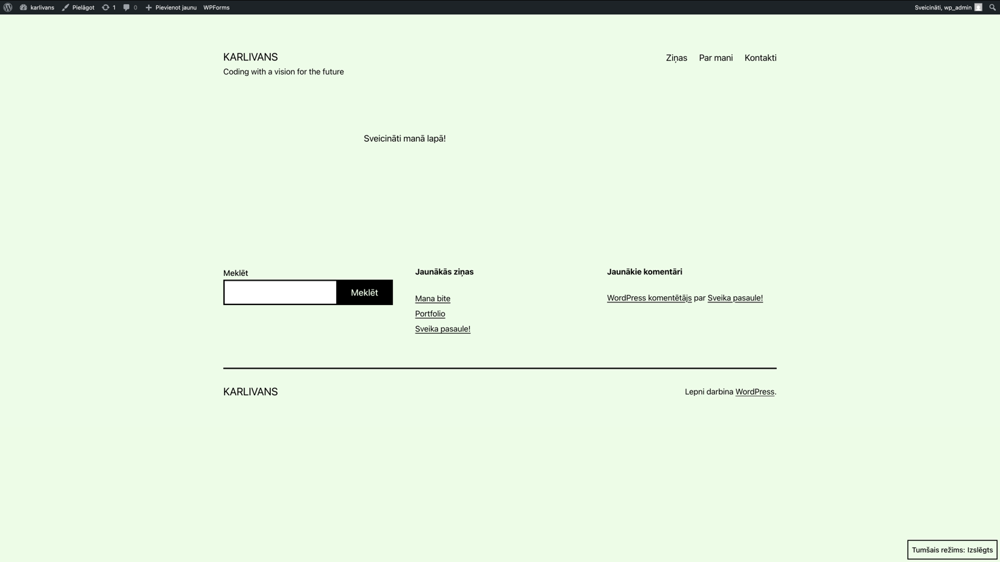 karlivans Pielāgot 1 0 Pievienot jaunu WPForms Sveicināti, wp_admin
KARLIVANS
Coding with a vision for the future
Ziņas Par mani Kontakti
Sveicināti manā lapā!
Meklēt
Meklēt
Jaunākās ziņas
Mana bite
Portfolio
Sveika pasaule!
Jaunākie komentāri
WordPress komentētājs par Sveika pasaule!
KARLIVANS
Lepni darbina WordPress.
Tumšais režīms: Izslēgts